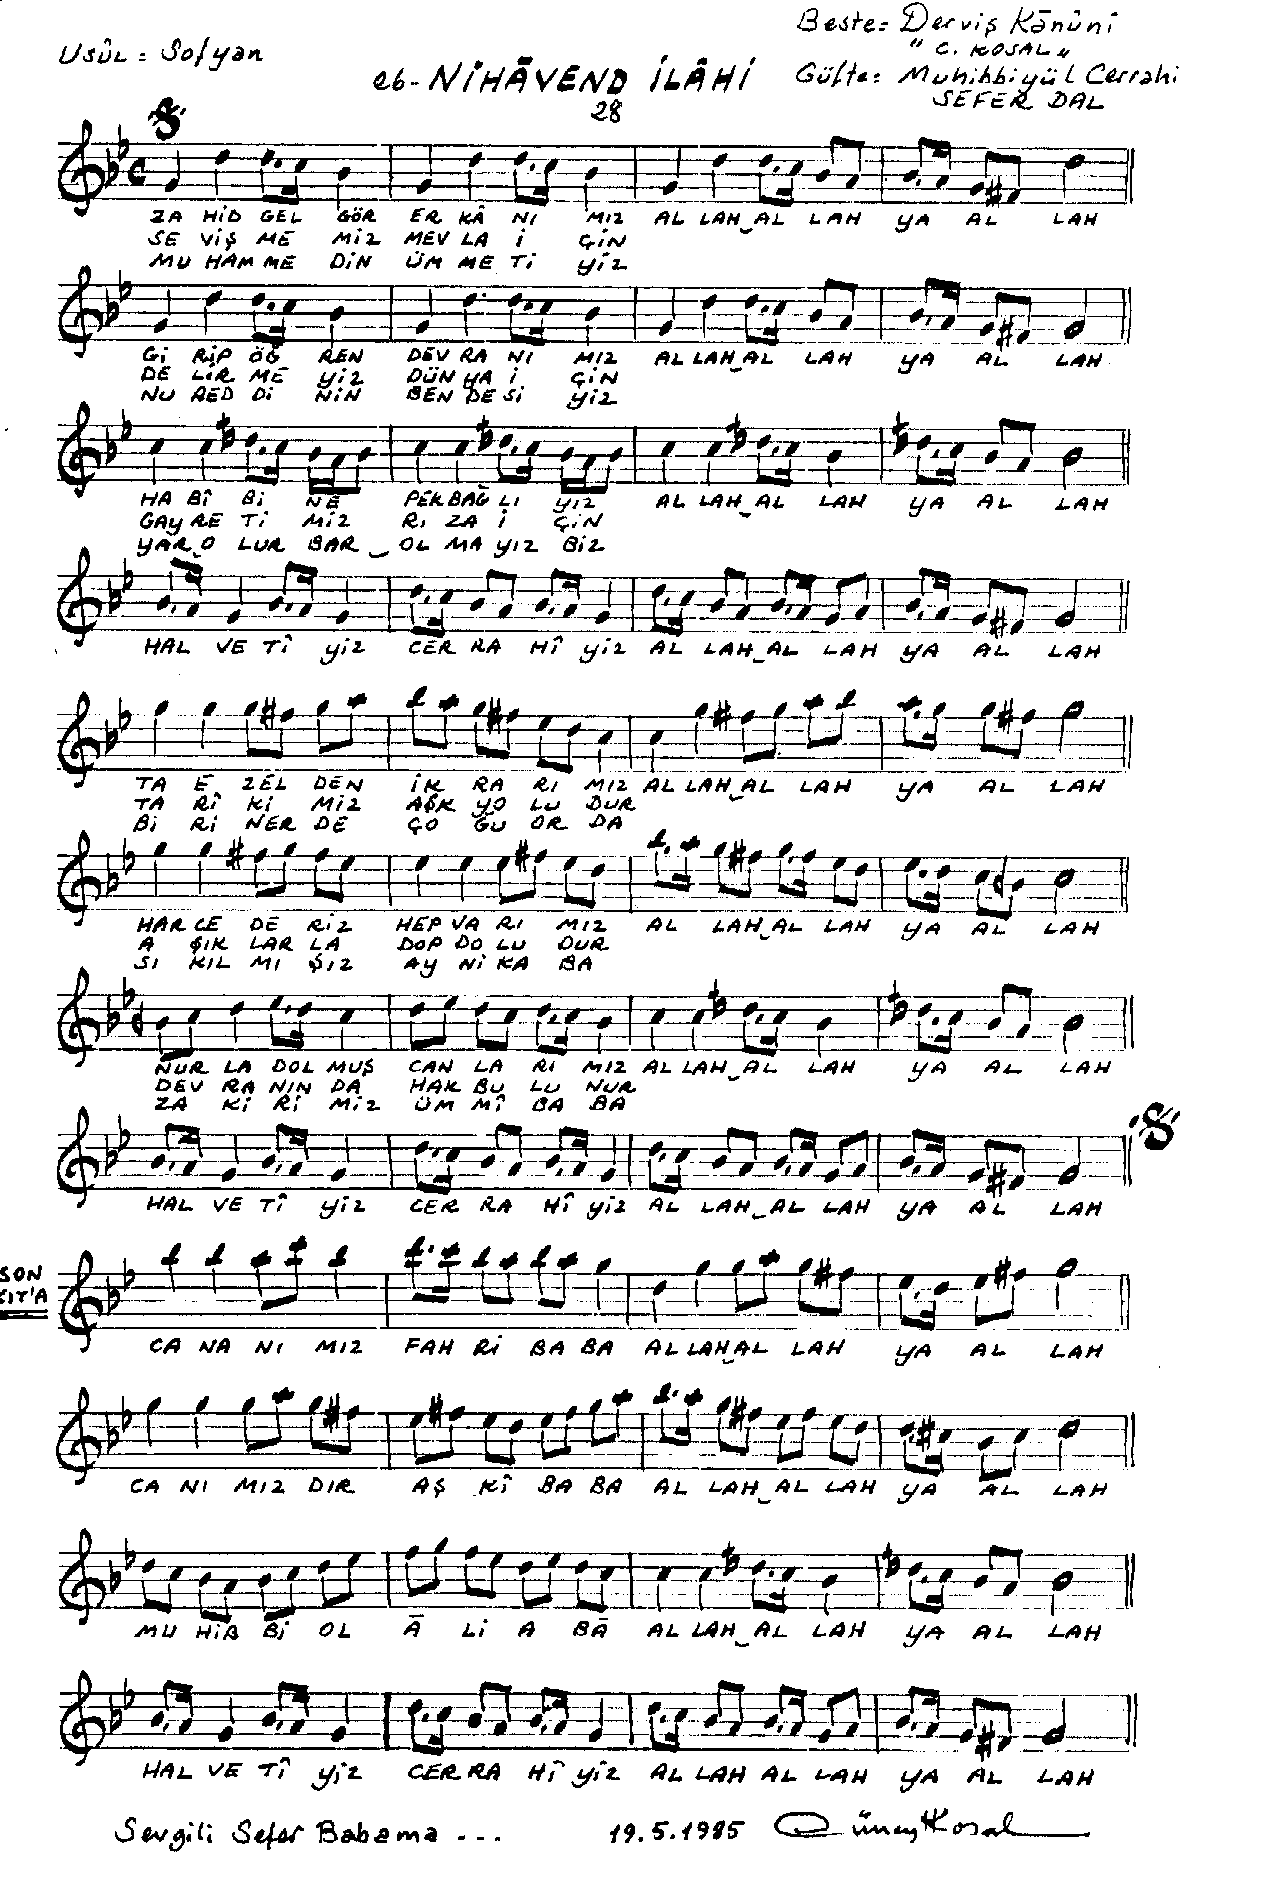 Usûl = Sofyan
Beste = Derviş Kânûnî
" C. KOSAL "
26- NİHÂVEND İLÂHİ
Güfte: Muhibbiyül Cerrahi
SEFER DAL
28
ZA HİD GEL GÖR ER KÂ NI MIZ AL LAH_AL LAH YA AL LAH
SE VİŞ ME MİZ MEV LA İ ÇİN
MU HAM ME DİN ÜM ME Tİ YİZ
Gİ RİP ÖĞ REN DEV RA NI MIZ AL LAH_AL LAH YA AL LAH
DE LİR ME YİZ DÜN YA İ ÇİN
NU RED Dİ NİN BEN DE Sİ YİZ
HA BÎ Bİ NE PEK BAĞ LI YIZ AL LAH_AL LAH YA AL LAH
GAY RE Tİ MİZ RI ZA İ ÇİN
YÂR_O LUR BAR_OL MA YIZ BİZ
HAL VE TÎ YİZ CER RA HÎ YİZ AL LAH_AL LAH YA AL LAH
TA E ZEL DEN İK RA RI MIZ AL LAH_AL LAH YA AL LAH
TA RÎ Kİ MİZ AŞK YO LU DUR
Bİ Rİ NER DE ÇO ĞU OR DA
HAR CE DE RİZ HEP VA RI MIZ AL LAH_AL LAH YA AL LAH
A ŞIK LAR LA DOP DO LU DUR
SI KIL MI ŞIZ AY NI KA BA
NUR LA DOL MUŞ CAN LA RI MIZ AL LAH_AL LAH YA AL LAH
DEV RA NIN DA HAK BU LU NUR
ZA Kİ Rİ MİZ ÜM MÎ BA BA
HAL VE TÎ YİZ CER RA HÎ YİZ AL LAH_AL LAH YA AL LAH
SON
KIT'A
CA NA NI MIZ FAH Rİ BA BA AL LAH_AL LAH YA AL LAH
CA NI MIZ DIR AŞ KÎ BA BA AL LAH_AL LAH YA AL LAH
MU HİB Bİ OL Â Lİ A BÂ AL LAH_AL LAH YA AL LAH
HAL VE TÎ YİZ CER RA HÎ YİZ AL LAH AL LAH YA AL LAH
Sevgili Sefer Babama ... 19.5.1985 Cüneyt Kosal